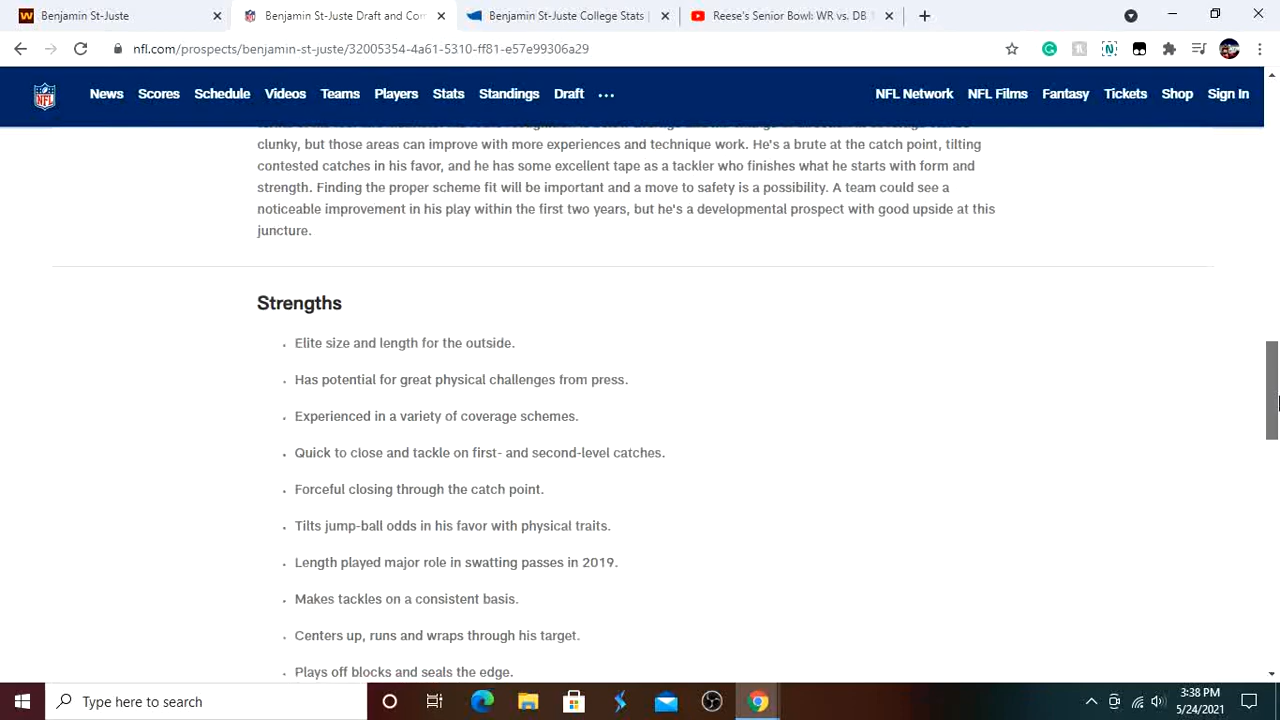 Benjamin St-Juste
Benjamin St-Juste Draft and Com
Benjamin St-Juste College Stats |
Reese's Senior Bowl: WR vs. DB 1
nfl.com/prospects/benjamin-st-juste/32005354-4a61-5310-ff81-e57e99306a29
NFL News Scores Schedule Videos Teams Players Stats Standings Draft ... NFL Network NFL Films Fantasy Tickets Shop Sign In
clunky, but those areas can improve with more experiences and technique work. He's a brute at the catch point, tilting
contested catches in his favor, and he has some excellent tape as a tackler who finishes what he starts with form and
strength. Finding the proper scheme fit will be important and a move to safety is a possibility. A team could see a
noticeable improvement in his play within the first two years, but he's a developmental prospect with good upside at this
juncture.
Strengths
Elite size and length for the outside.
Has potential for great physical challenges from press.
Experienced in a variety of coverage schemes.
Quick to close and tackle on first- and second-level catches.
Forceful closing through the catch point.
Tilts jump-ball odds in his favor with physical traits.
Length played major role in swatting passes in 2019.
Makes tackles on a consistent basis.
Centers up, runs and wraps through his target.
Plays off blocks and seals the edge.
Type here to search
3:38 PM
5/24/2021